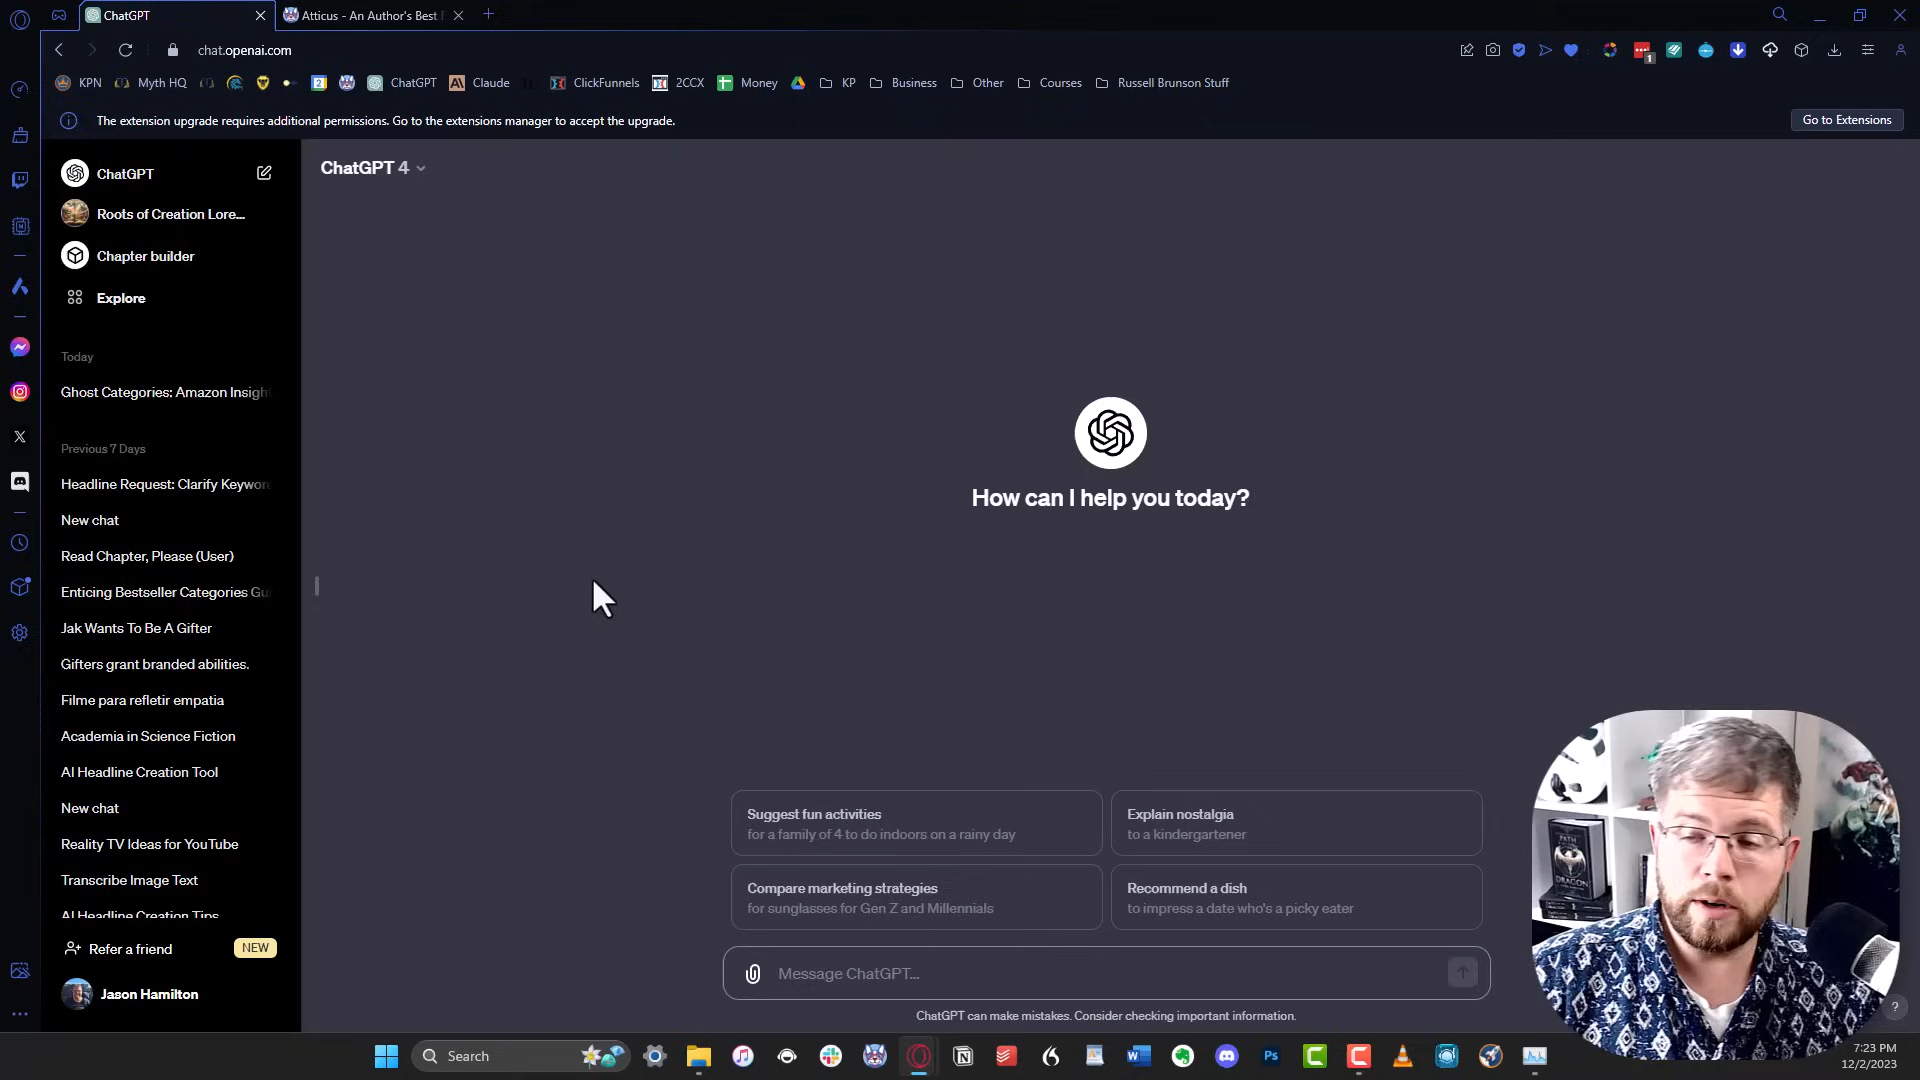 ChatGPT
Atticus - An Author's Best
chat.openai.com
KPN
Myth HQ
ChatGPT
Claude
ClickFunnels
2CCX
Money
KP
Business
Other
Courses
Russell Brunson Stuff
The extension upgrade requires additional permissions. Go to the extensions manager to accept the upgrade.
Go to Extensions
ChatGPT
Roots of Creation Lore...
Chapter builder
Explore
Today
Ghost Categories: Amazon Insigh
Previous 7 Days
Headline Request: Clarify Keywor
New chat
Read Chapter, Please (User)
Enticing Bestseller Categories Gu
Jak Wants To Be A Gifter
Gifters grant branded abilities.
Filme para refletir empatia
Academia in Science Fiction
AI Headline Creation Tool
New chat
Reality TV Ideas for YouTube
Transcribe Image Text
AI Headline Creation Tips
Refer a friend
NEW
Jason Hamilton
ChatGPT 4
How can I help you today?
Suggest fun activities
for a family of 4 to do indoors on a rainy day
Explain nostalgia
to a kindergartener
Compare marketing strategies
for sunglasses for Gen Z and Millennials
Recommend a dish
to impress a date who's a picky eater
Message ChatGPT...
ChatGPT can make mistakes. Consider checking important information.
?
DRAGON
Search
7:23 PM
12/2/2023